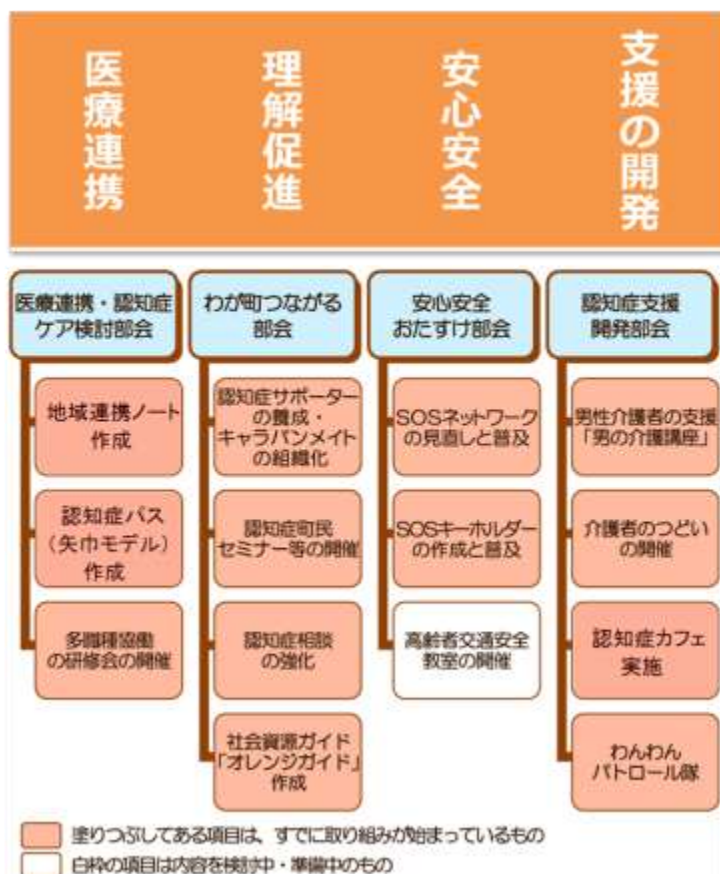 医療連携
理解促進
安心安全
支援の開発
医療連携・認知症
ケア検討部会
地域連携ノート
作成
認知症パス
(矢巾モデル)
作成
多職種協働
の研修会の開催
わが町つながる
部会
認知症サポーター
の養成・
キャラバンメイト
の組織化
認知症町民
セミナー等の開催
認知症相談
の強化
社会資源ガイド
「オレンジガイド」
作成
安心安全
おたすけ部会
SOSネットワーク
の見直しと普及
SOSキーホルダー
の作成と普及
高齢者交通安全
教室の開催
認知症支援
開発部会
男性介護者の支援
「男の介護講座」
介護者のつどい
の開催
認知症カフェ
実施
わんわん
パトロール隊
塗りつぶしてある項目は、すでに取り組みが始まっているもの
白枠の項目は内容を検討中・準備中のもの